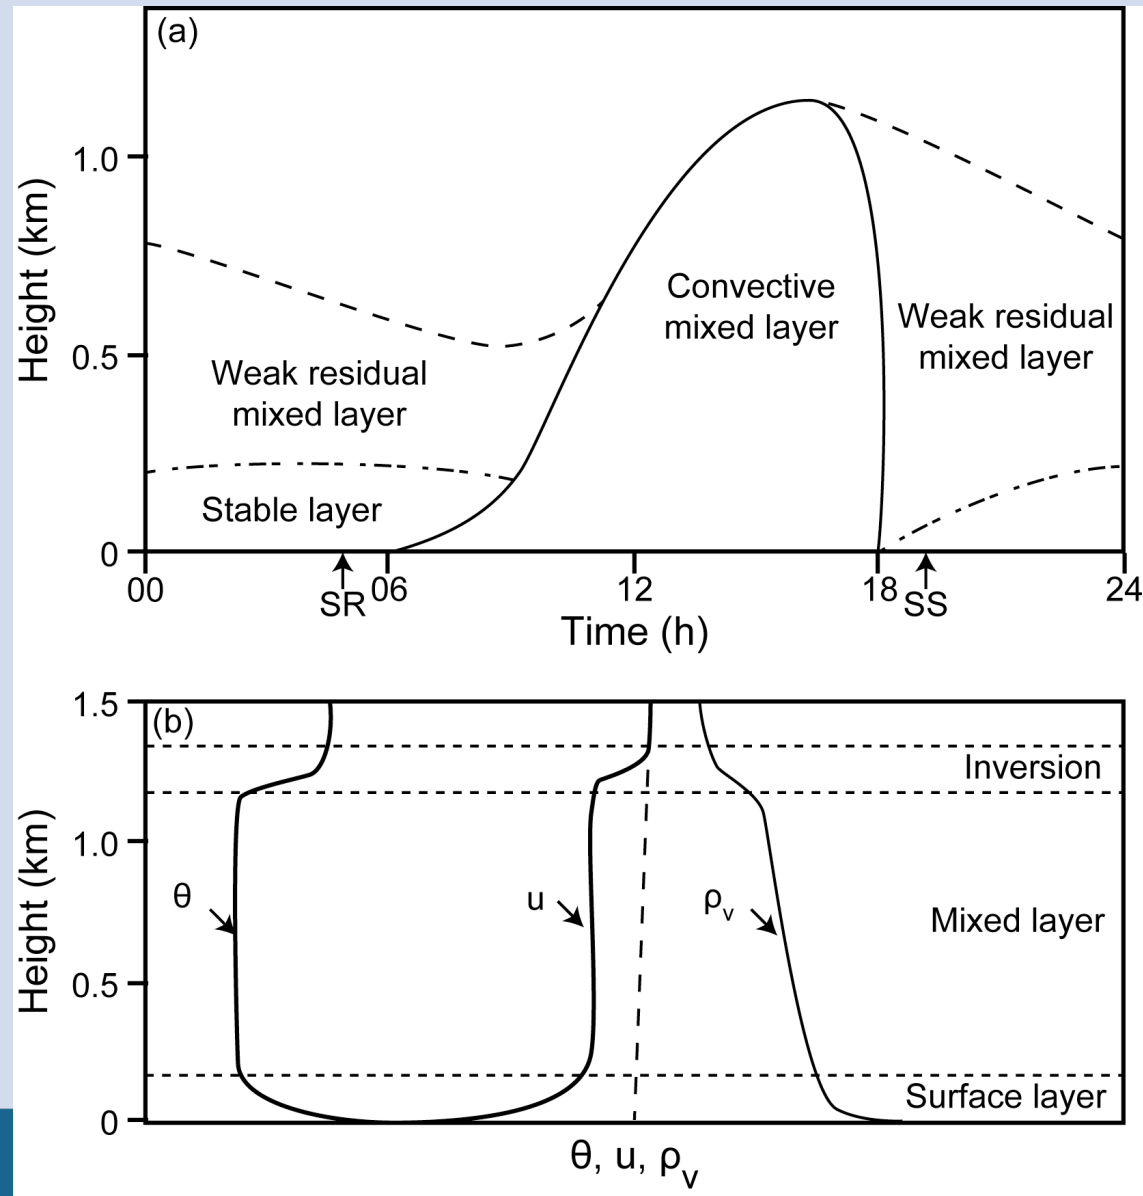 (a)
Height (km)
1.0
0.5
0
Convective
mixed layer
Weak residual
mixed layer
Weak residual
mixed layer
Stable layer
00
SR
06
12
18
SS
24
Time (h)
(b)
Height (km)
1.5
1.0
0.5
0
Inversion
θ
u
ρv
Mixed layer
Surface layer
θ, u, ρv